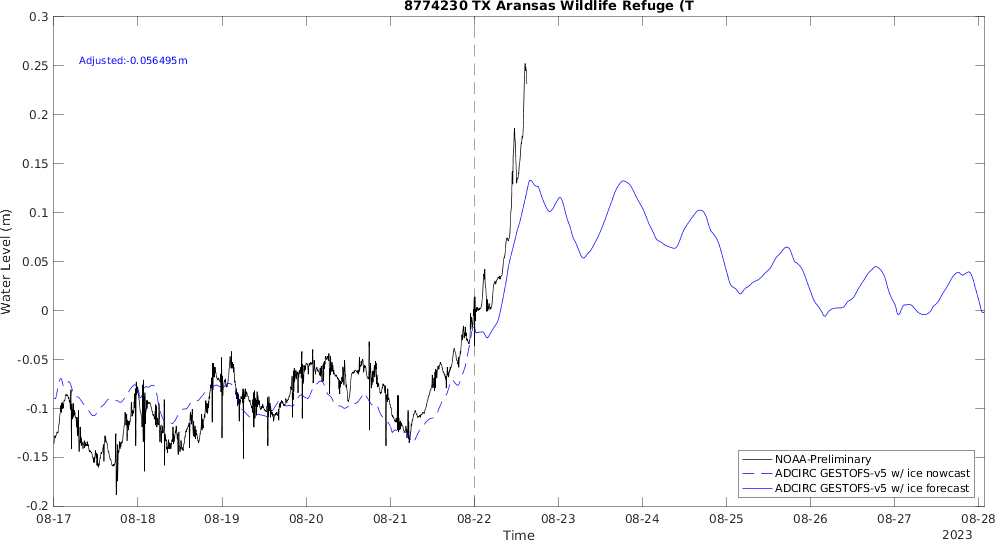 8774230 TX Aransas Wildlife Refuge (T
Adjusted:-0.056495m
0.3
0.25
0.2
0.15
0.1
0.05
0
-0.05
-0.1
-0.15
-0.2
Water Level (m)
NOAA-Preliminary
ADCIRC GESTOFS-v5 w/ ice nowcast
ADCIRC GESTOFS-v5 w/ ice forecast
08-17 08-18 08-19 08-20 08-21 08-22 08-23 08-24 08-25 08-26 08-27 08-28
Time
2023